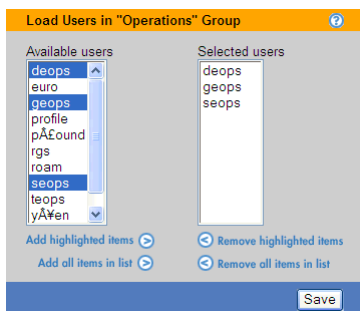 Load Users in "Operations" Group ?
Available users
Selected users
deops
euro
geops
profile
pÅ£ound
rgs
roam
seops
teops
yÅ¥en
deops
geops
seops
Add highlighted items
Remove highlighted items
Add all items in list
Remove all items in list
Save